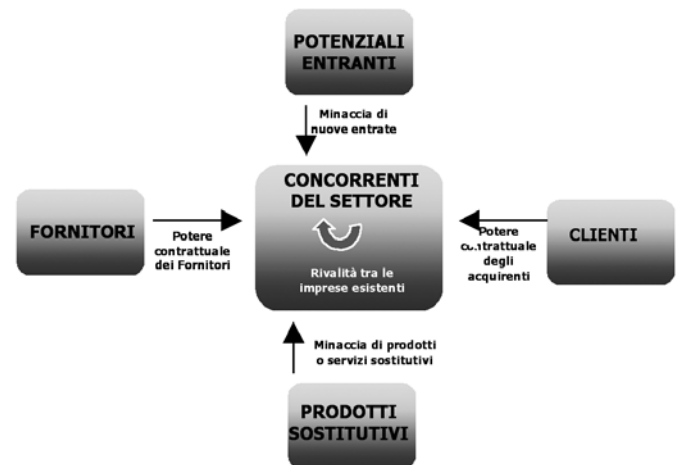 POTENZIALI
ENTRANTI
Minaccia di
nuove entrate
CONCORRENTI
DEL SETTORE
Rivalità tra le
imprese esistenti
FORNITORI
Potere
contrattuale
dei Fornitori
Potere
contrattuale
degli
acquirenti
CLIENTI
Minaccia di prodotti
o servizi sostitutivi
PRODOTTI
SOSTITUTIVI